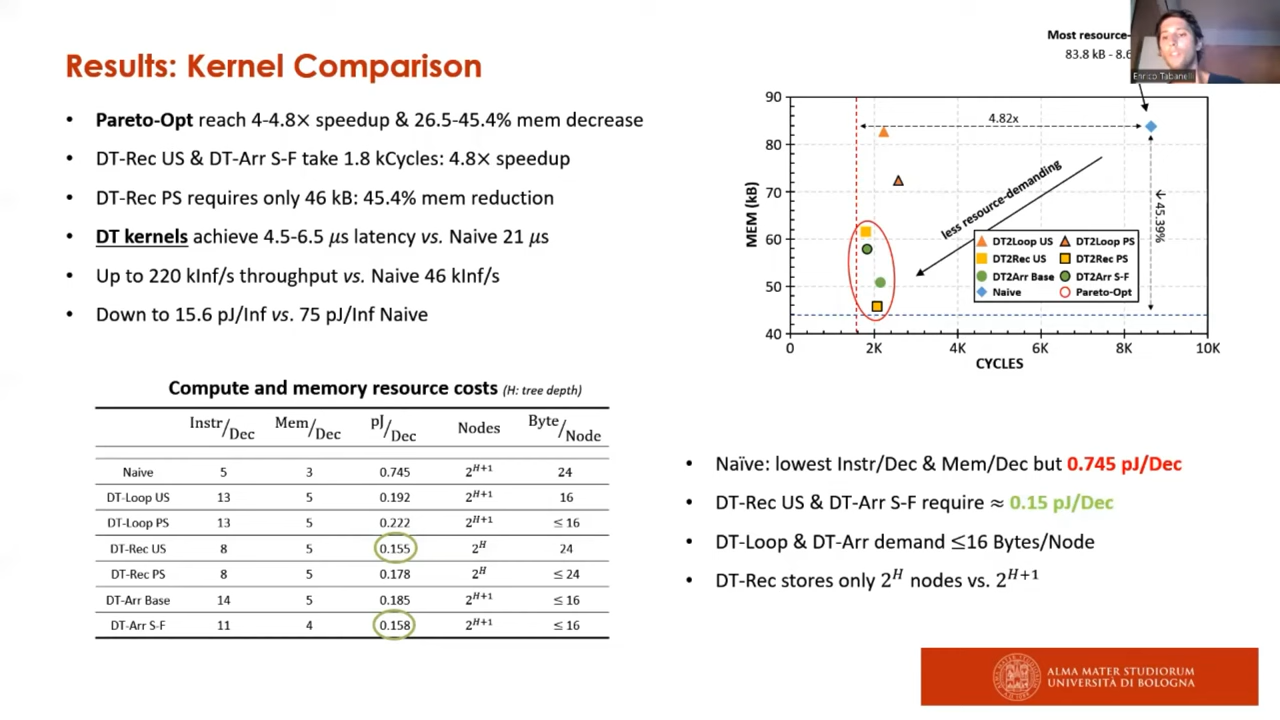 Results: Kernel Comparison
• Pareto-Opt reach 4-4.8× speedup & 26.5-45.4% mem decrease
• DT-Rec US & DT-Arr S-F take 1.8 kCycles: 4.8× speedup
• DT-Rec PS requires only 46 kB: 45.4% mem reduction
• DT kernels achieve 4.5-6.5 μs latency vs. Naive 21 μs
• Up to 220 kInf/s throughput vs. Naive 46 kInf/s
• Down to 15.6 pJ/Inf vs. 75 pJ/Inf Naive
Compute and memory resource costs (H: tree depth)
Instr/Dec Mem/Dec pJ/Dec Nodes Byte/Node
Naive 5 3 0.745 2^{H+1} 24
DT-Loop US 13 5 0.192 2^{H+1} 16
DT-Loop PS 13 5 0.222 2^{H+1} ≤ 16
DT-Rec US 8 5 0.155 2^H 24
DT-Rec PS 8 5 0.178 2^H ≤ 24
DT-Arr Base 14 5 0.185 2^{H+1} ≤ 16
DT-Arr S-F 11 4 0.158 2^{H+1} ≤ 16
Most resource-
83.8 kB - 8.6
Enrico Tabanelli
90
80
70
60
50
40
MEM (kB)
4.82x
less resource-demanding
↓ 45.39%
DT2Loop US DT2Loop PS
DT2Rec US DT2Rec PS
DT2Arr Base DT2Arr S-F
Naive Pareto-Opt
0 2K 4K 6K 8K 10K
CYCLES
• Naïve: lowest Instr/Dec & Mem/Dec but 0.745 pJ/Dec
• DT-Rec US & DT-Arr S-F require ≈ 0.15 pJ/Dec
• DT-Loop & DT-Arr demand ≤16 Bytes/Node
• DT-Rec stores only 2^H nodes vs. 2^{H+1}
ALMA MATER STUDIORUM
UNIVERSITÀ DI BOLOGNA